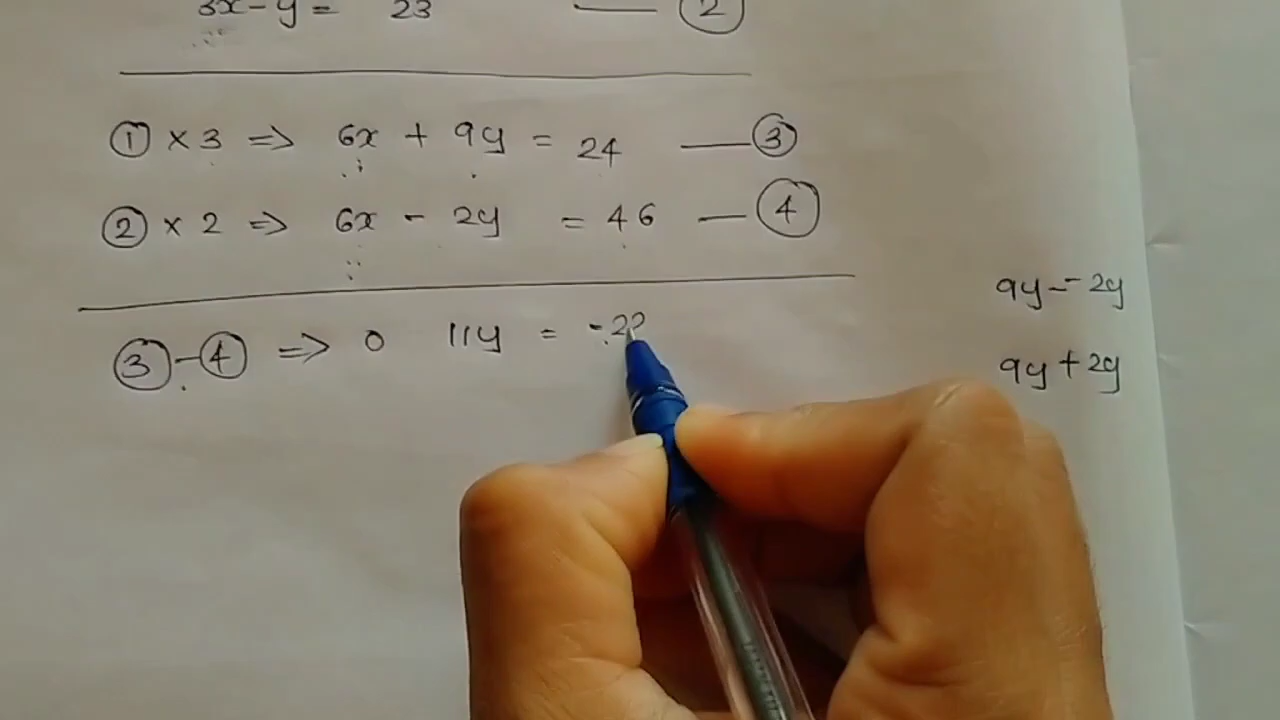 3x - y = 23 —— ②
① × 3 ⇒ 6x + 9y = 24 —— ③
② × 2 ⇒ 6x - 2y = 46 — ④
9y - - 2y
③ - ④ ⇒ 0 11y = -22
9y + 2y